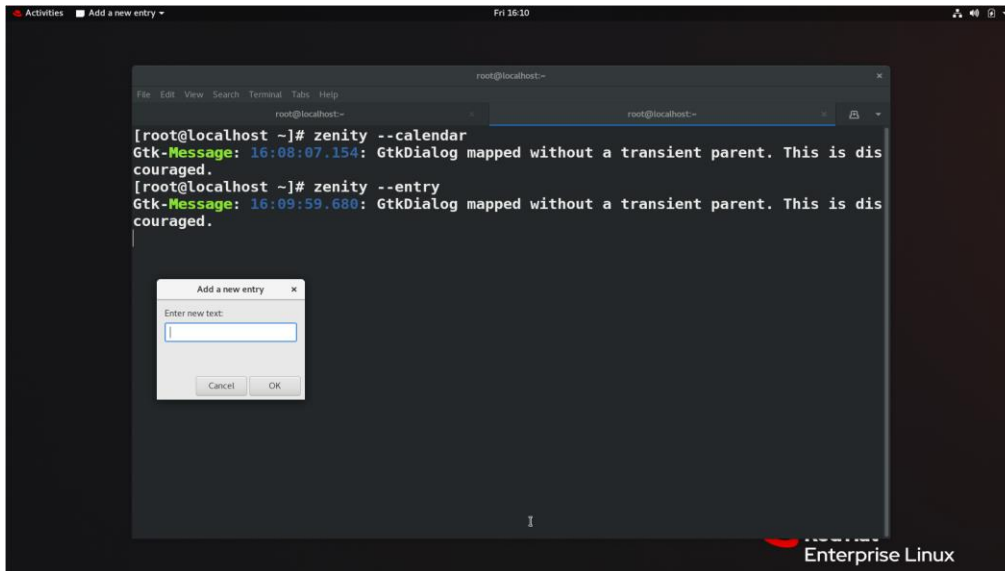 Activities Add a new entry Fri 16:10
root@localhost:~
File Edit View Search Terminal Tabs Help
root@localhost:~ root@localhost:~
[root@localhost ~]# zenity --calendar
Gtk-Message: 16:08:07.154: GtkDialog mapped without a transient parent. This is dis
couraged.
[root@localhost ~]# zenity --entry
Gtk-Message: 16:09:59.680: GtkDialog mapped without a transient parent. This is dis
couraged.
Add a new entry
Enter new text:
Cancel OK
Enterprise Linux